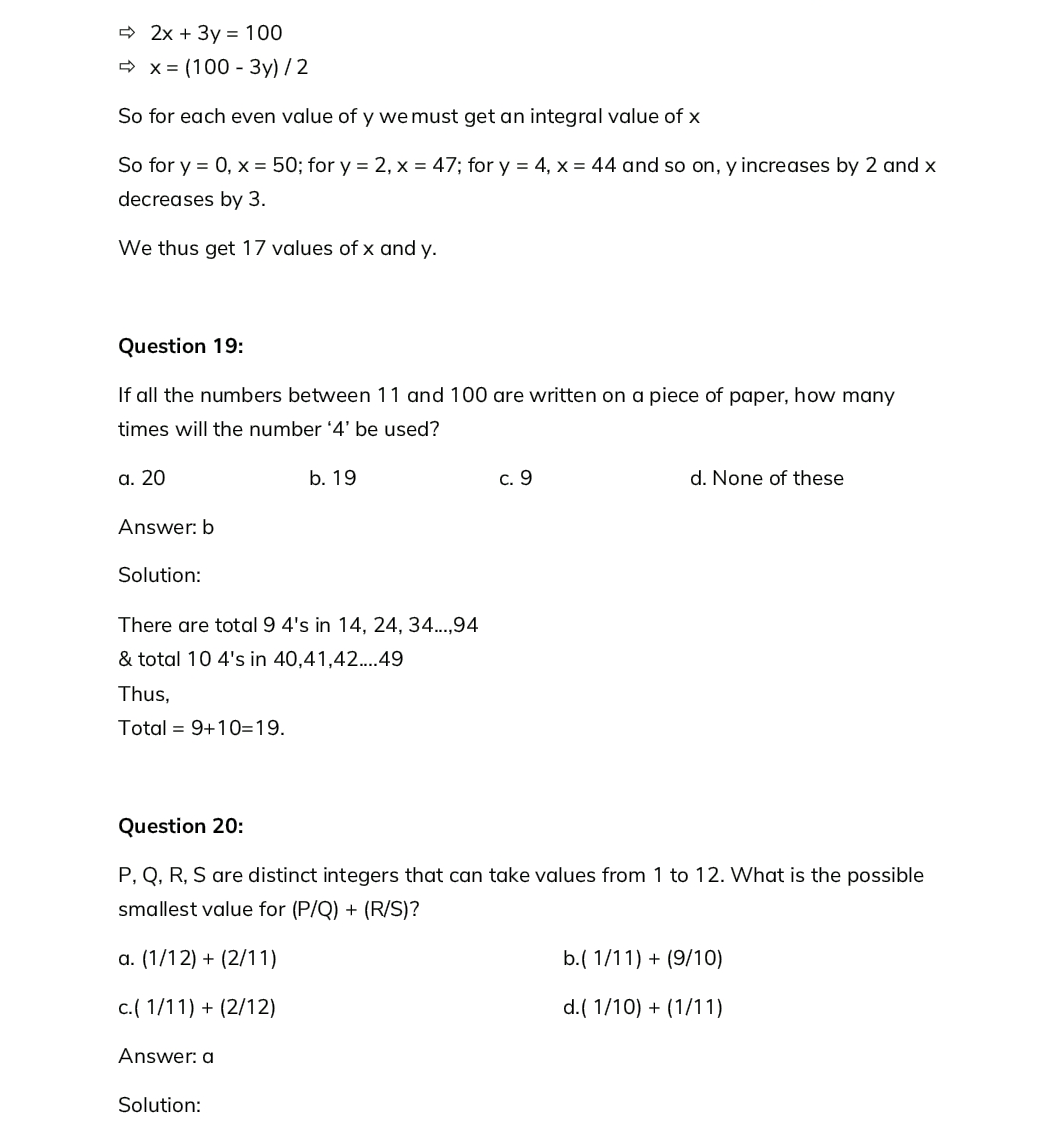 ⇨ 2x + 3y = 100
⇨ x = (100 - 3y) / 2
So for each even value of y we must get an integral value of x
So for y = 0, x = 50; for y = 2, x = 47; for y = 4, x = 44 and so on, y increases by 2 and x
decreases by 3.
We thus get 17 values of x and y.
Question 19:
If all the numbers between 11 and 100 are written on a piece of paper, how many
times will the number ‘4’ be used?
a. 20 b. 19 c. 9 d. None of these
Answer: b
Solution:
There are total 9 4's in 14, 24, 34...,94
& total 10 4's in 40,41,42....49
Thus,
Total = 9+10=19.
Question 20:
P, Q, R, S are distinct integers that can take values from 1 to 12. What is the possible
smallest value for (P/Q) + (R/S)?
a. (1/12) + (2/11) b.( 1/11) + (9/10)
c.( 1/11) + (2/12) d.( 1/10) + (1/11)
Answer: a
Solution: